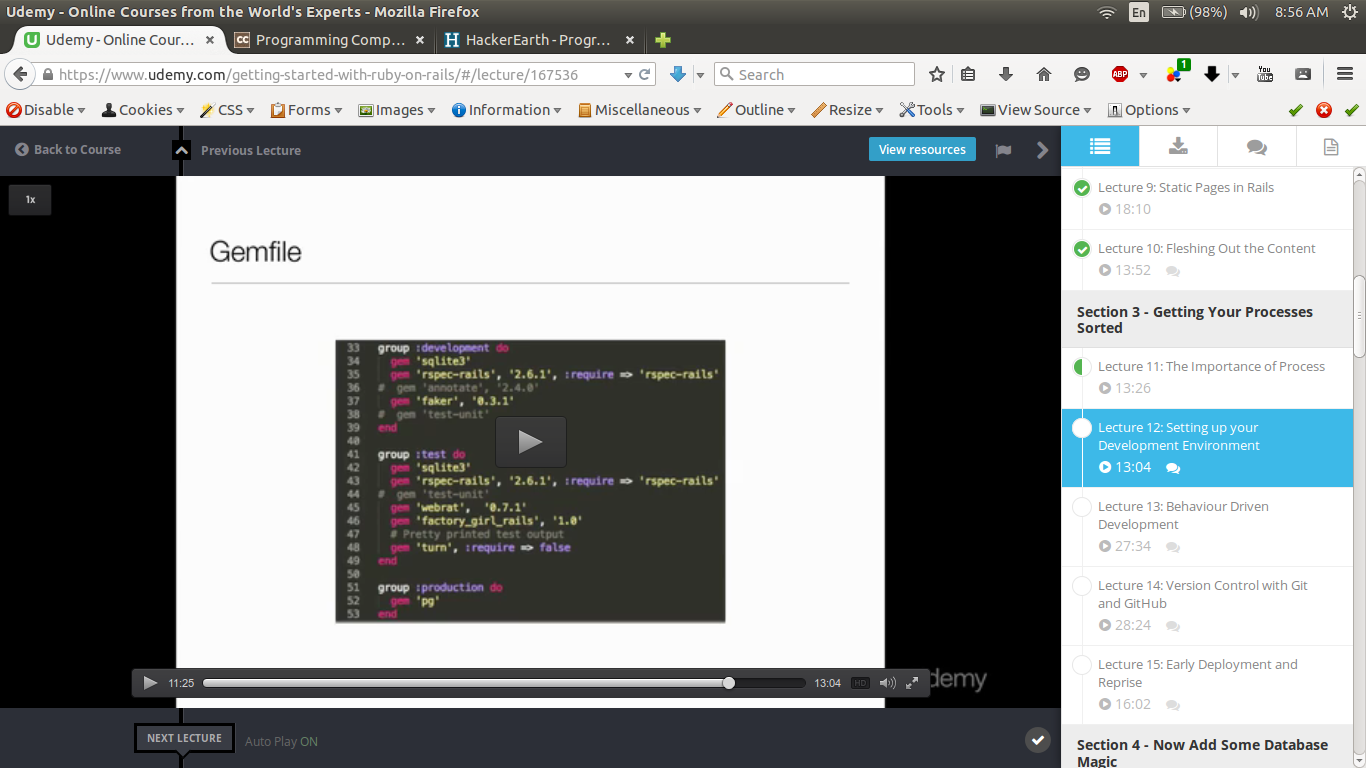 Udemy - Online Courses from the World's Experts - Mozilla Firefox
En (98%) 8:56 AM
Udemy - Online Cour... × CC Programming Comp... × H HackerEarth - Progr... ×
https://www.udemy.com/getting-started-with-ruby-on-rails/#/lecture/167536
Search
ABP 1 You Tube
Disable Cookies CSS Forms Images Information Miscellaneous Outline Resize Tools View Source Options
Back to Course
Previous Lecture
View resources
1x
Gemfile
33 group :development do
34 gem 'sqlite3'
35 gem 'rspec-rails', '2.6.1', :require => 'rspec-rails'
36 # gem 'annotate', '2.4.0'
37 gem 'faker', '0.3.1'
38 # gem 'test-unit'
39 end
40
41 group :test do
42 gem 'sqlite3'
43 gem 'rspec-rails', '2.6.1', :require => 'rspec-rails'
44 # gem 'test-unit'
45 gem 'webrat', '0.7.1'
46 gem 'factory_girl_rails', '1.0'
47 # Pretty printed test output
48 gem 'turn', :require => false
49 end
50
51 group :production do
52 gem 'pg'
53 end
11:25
13:04 HD
demy
NEXT LECTURE
Auto Play ON
Lecture 9: Static Pages in Rails
18:10
Lecture 10: Fleshing Out the Content
13:52
Section 3 - Getting Your Processes
Sorted
Lecture 11: The Importance of Process
13:26
Lecture 12: Setting up your
Development Environment
13:04
Lecture 13: Behaviour Driven
Development
27:34
Lecture 14: Version Control with Git
and GitHub
28:24
Lecture 15: Early Deployment and
Reprise
16:02
Section 4 - Now Add Some Database
Magic